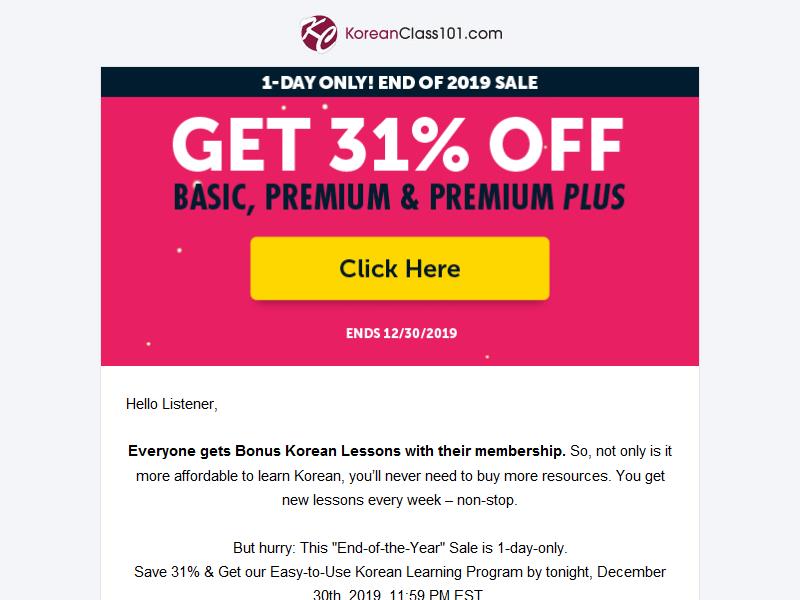 KoreanClass101.com
1-DAY ONLY! END OF 2019 SALE
GET 31% OFF
BASIC, PREMIUM & PREMIUM PLUS
Click Here
ENDS 12/30/2019
Hello Listener,
Everyone gets Bonus Korean Lessons with their membership. So, not only is it
more affordable to learn Korean, you'll never need to buy more resources. You get
new lessons every week – non-stop.
But hurry: This "End-of-the-Year" Sale is 1-day-only.
Save 31% & Get our Easy-to-Use Korean Learning Program by tonight, December
30th, 2019, 11:59 PM EST